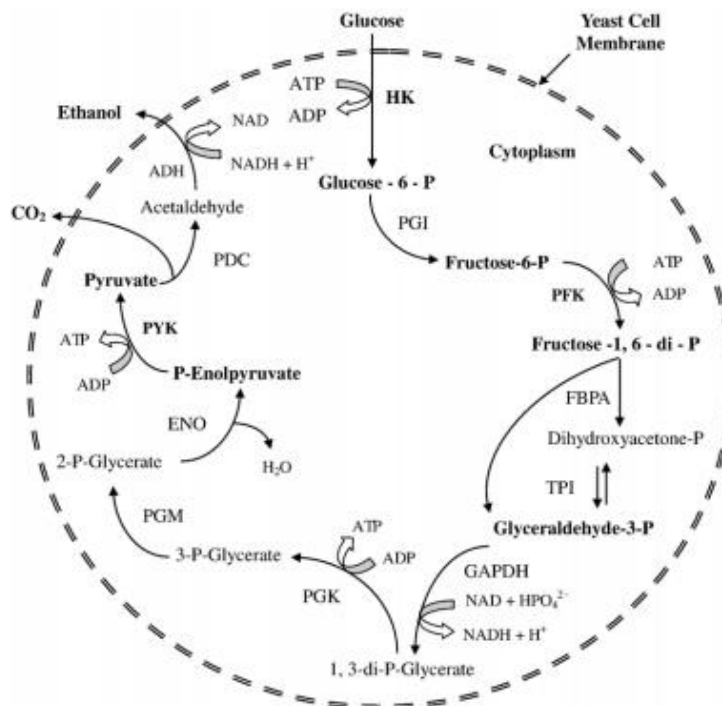 Glucose
Yeast Cell
Membrane
ATP
HK
ADP
Ethanol
NAD
NADH + H⁺
ADH
Cytoplasm
Glucose - 6 - P
Acetaldehyde
CO₂
PGI
PDC
Fructose-6-P
ATP
Pyruvate
PFK
ADP
PYK
ATP
Fructose -1, 6 - di - P
P-Enolpyruvate
ADP
FBPA
ENO
Dihydroxyacetone-P
2-P-Glycerate
H₂O
TPI
PGM
ATP
Glyceraldehyde-3-P
3-P-Glycerate
ADP
GAPDH
PGK
NAD + HPO₄²⁻
NADH + H⁺
1, 3-di-P-Glycerate